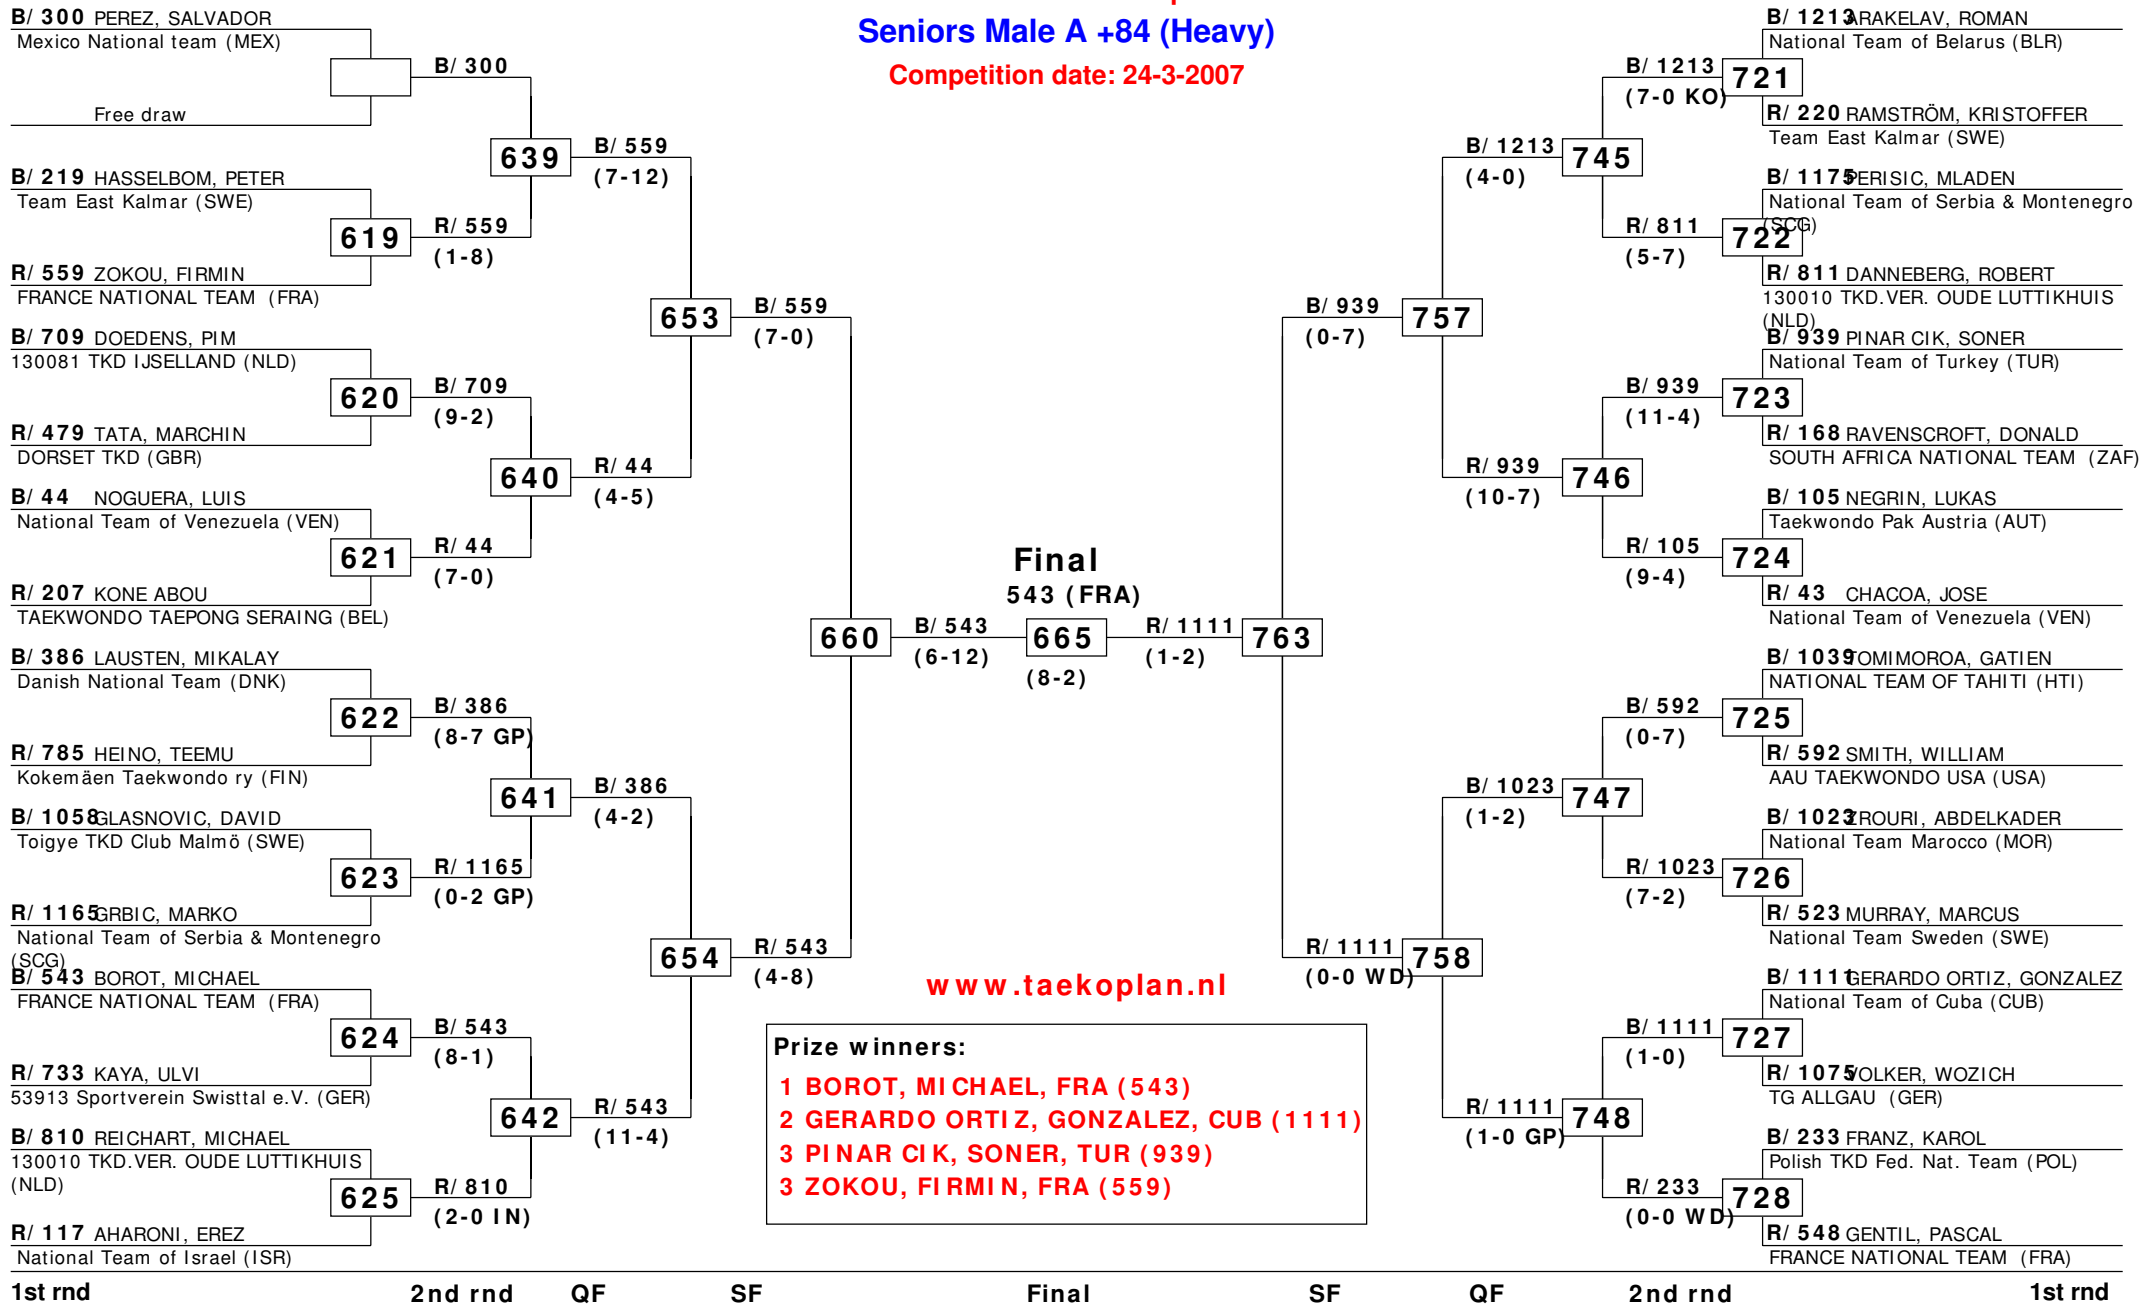 Seniors Male A +84 (Heavy)
Competition date: 24-3-2007
B/ 300 PEREZ, SALVADOR
Mexico National team (MEX)
Free draw
B/ 219 HASSELBOM, PETER
Team East Kalmar (SWE)
R/ 559 ZOKOU, FIRMIN
FRANCE NATIONAL TEAM (FRA)
B/ 709 DOEDENS, PIM
130081 TKD IJSELLAND (NLD)
R/ 479 TATA, MARCHIN
DORSET TKD (GBR)
B/ 44 NOGUERA, LUIS
National Team of Venezuela (VEN)
R/ 207 KONE ABOU
TAEKWONDO TAEPONG SERAING (BEL)
B/ 386 LAUSTEN, MIKALAY
Danish National Team (DNK)
R/ 785 HEINO, TEEMU
Kokemäen Taekwondo ry (FIN)
B/ 1058 GLASNOVIC, DAVID
Toigye TKD Club Malmö (SWE)
R/ 1165 GRBIC, MARKO
National Team of Serbia & Montenegro
(SCG)
B/ 543 BOROT, MICHAEL
FRANCE NATIONAL TEAM (FRA)
R/ 733 KAYA, ULVI
53913 Sportverein Swisttal e.V. (GER)
B/ 810 REICHART, MICHAEL
130010 TKD.VER. OUDE LUTTIKHUIS
(NLD)
R/ 117 AHARONI, EREZ
National Team of Israel (ISR)
619
620
621
622
623
624
625
B/ 300
R/ 559
(1-8)
B/ 709
(9-2)
R/ 44
(7-0)
B/ 386
(8-7 GP)
R/ 1165
(0-2 GP)
B/ 543
(8-1)
R/ 810
(2-0 IN)
639
640
641
642
B/ 559
(7-12)
R/ 44
(4-5)
B/ 386
(4-2)
R/ 543
(11-4)
653
654
B/ 559
(7-0)
R/ 543
(4-8)
660
B/ 543
(6-12)
Final
543 (FRA)
665
(8-2)
R/ 1111
(1-2)
763
B/ 939
(0-7)
R/ 1111
(0-0 WD)
757
758
B/ 1213
(4-0)
R/ 939
(10-7)
B/ 1023
(1-2)
R/ 1111
(1-0 GP)
745
746
747
748
B/ 1213
(7-0 KO)
R/ 811
(5-7)
B/ 939
(11-4)
R/ 105
(9-4)
B/ 592
(0-7)
R/ 1023
(7-2)
B/ 1111
(1-0)
R/ 233
(0-0 WD)
721
722
723
724
725
726
727
728
B/ 1213 ARAKELAV, ROMAN
National Team of Belarus (BLR)
R/ 220 RAMSTRÖM, KRISTOFFER
Team East Kalmar (SWE)
B/ 1175 PERISIC, MLADEN
National Team of Serbia & Montenegro
(SCG)
R/ 811 DANNEBERG, ROBERT
130010 TKD.VER. OUDE LUTTIKHUIS
(NLD)
B/ 939 PINAR CIK, SONER
National Team of Turkey (TUR)
R/ 168 RAVENSCROFT, DONALD
SOUTH AFRICA NATIONAL TEAM (ZAF)
B/ 105 NEGRIN, LUKAS
Taekwondo Pak Austria (AUT)
R/ 43 CHACOA, JOSE
National Team of Venezuela (VEN)
B/ 1039 TOMIMOROA, GATIEN
NATIONAL TEAM OF TAHITI (HTI)
R/ 592 SMITH, WILLIAM
AAU TAEKWONDO USA (USA)
B/ 1023 ZROURI, ABDELKADER
National Team Marocco (MOR)
R/ 523 MURRAY, MARCUS
National Team Sweden (SWE)
B/ 1111 GERARDO ORTIZ, GONZALEZ
National Team of Cuba (CUB)
R/ 1075 VOLKER, WOZICH
TG ALLGAU (GER)
B/ 233 FRANZ, KAROL
Polish TKD Fed. Nat. Team (POL)
R/ 548 GENTIL, PASCAL
FRANCE NATIONAL TEAM (FRA)
www.taekoplan.nl
Prize winners:
1 BOROT, MICHAEL, FRA (543)
2 GERARDO ORTIZ, GONZALEZ, CUB (1111)
3 PINAR CIK, SONER, TUR (939)
3 ZOKOU, FIRMIN, FRA (559)
1st rnd 2nd rnd QF SF Final SF QF 2nd rnd 1st rnd